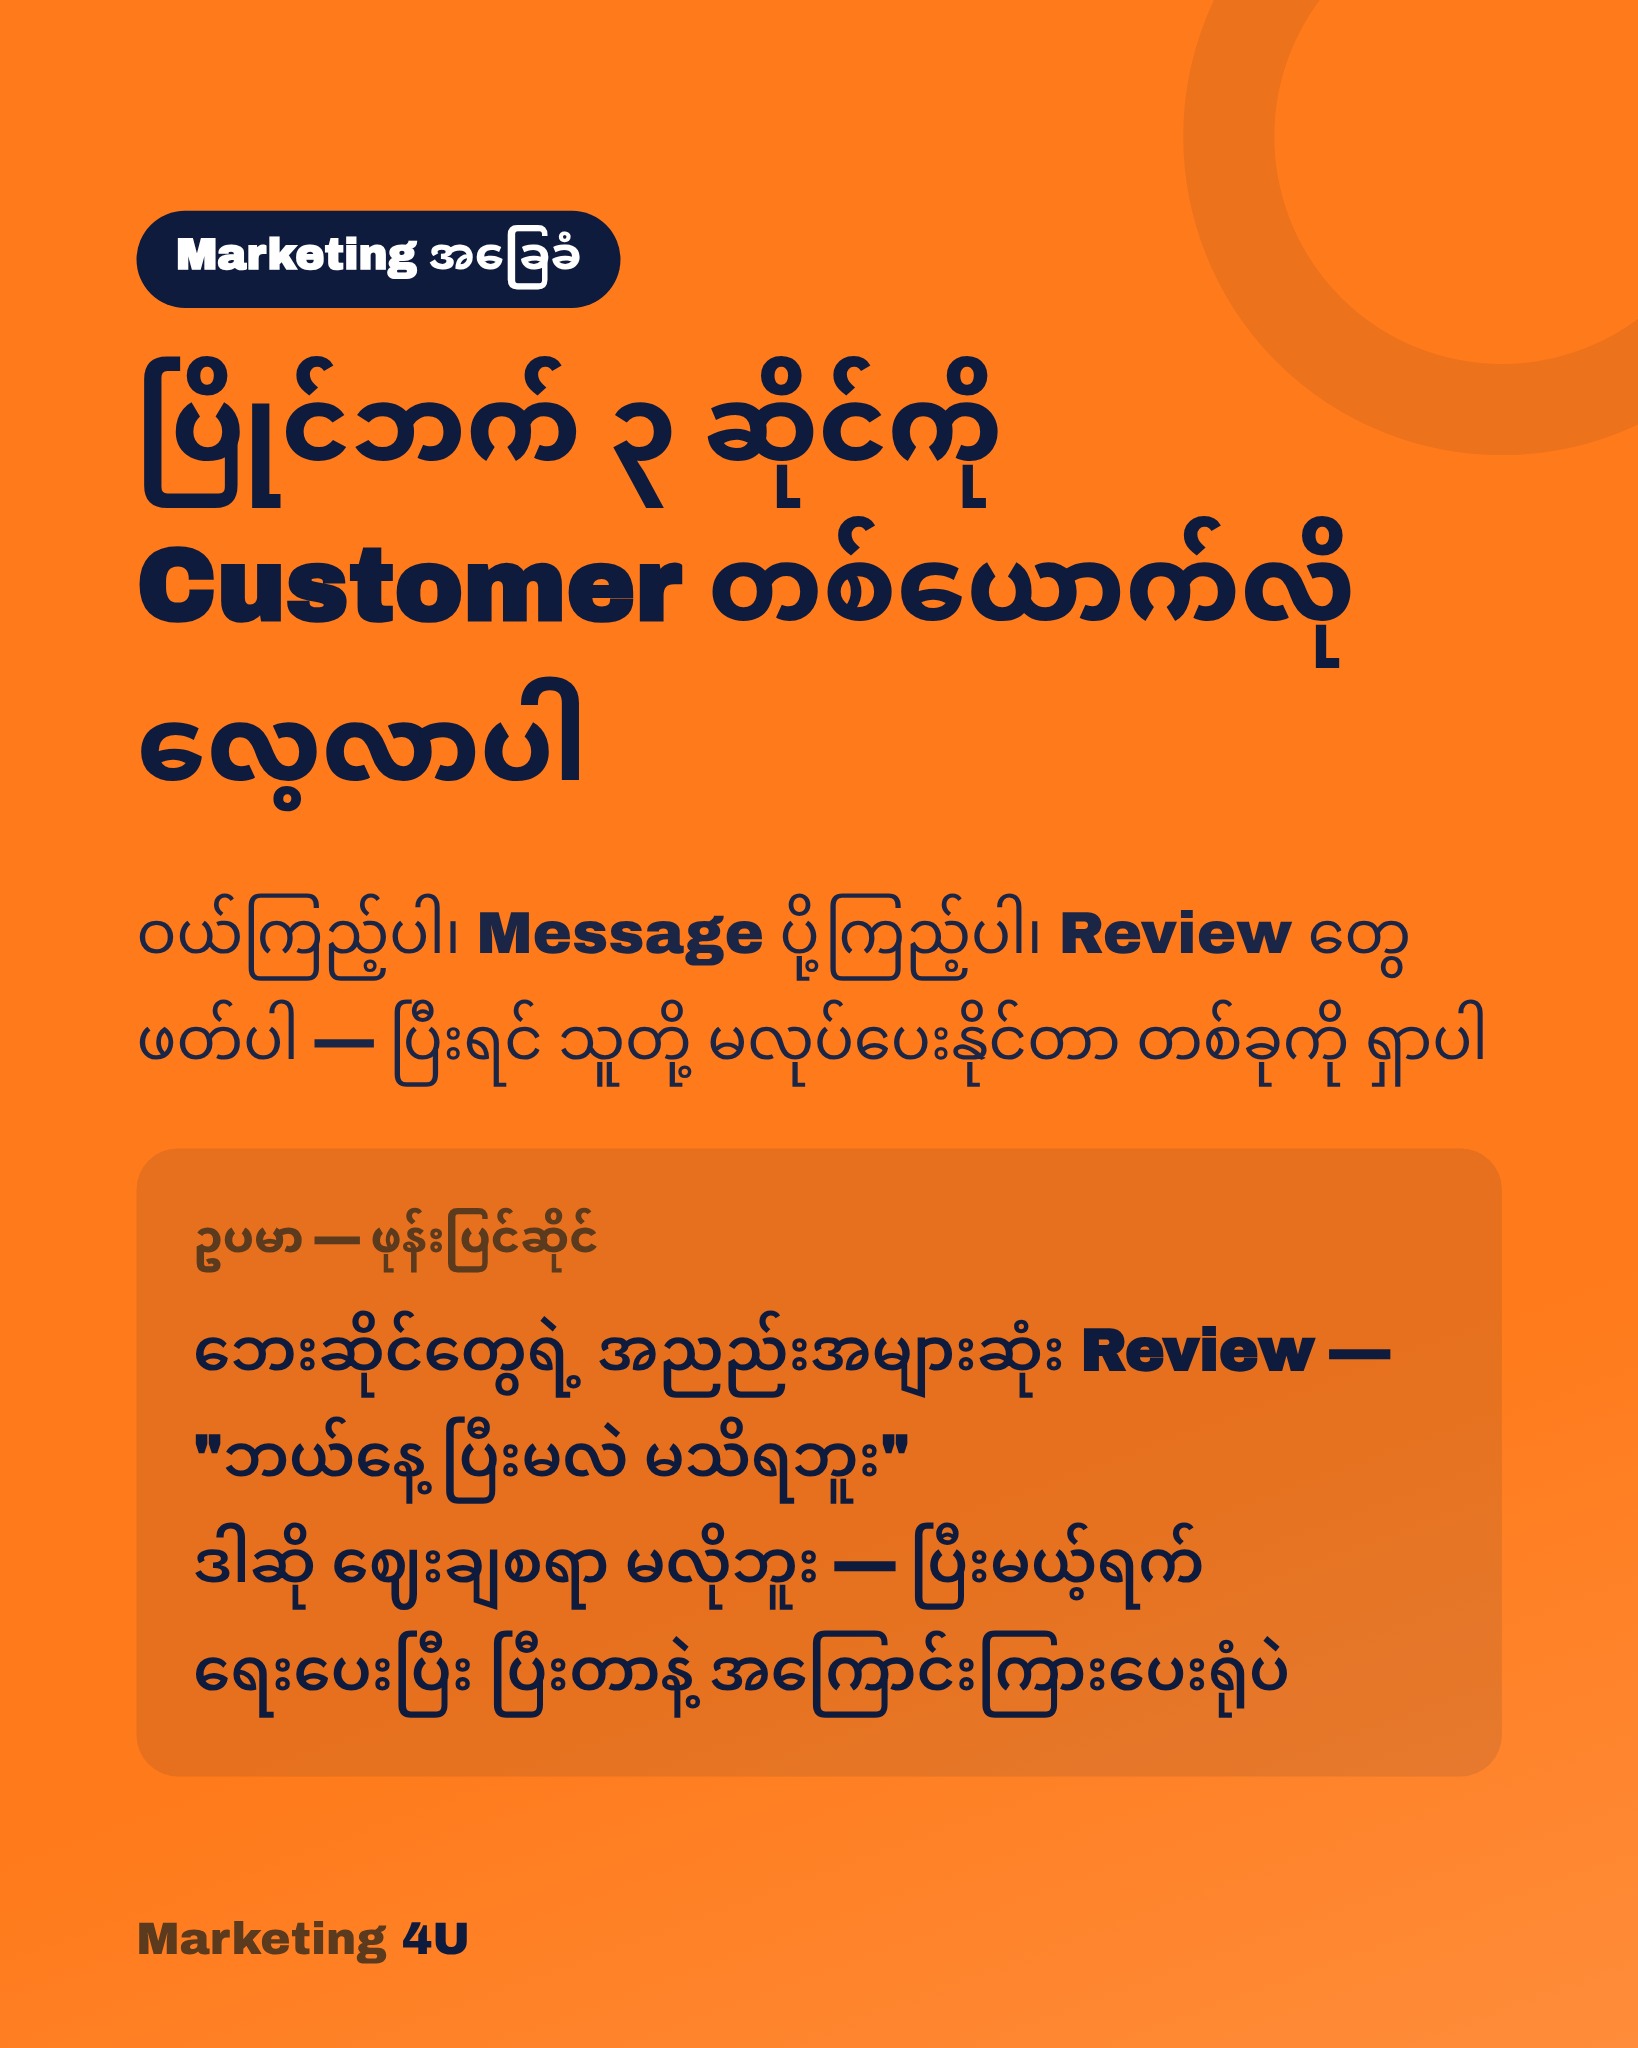 Marketing အခြေခံ
ပြိုင်ဘက် ၃ ဆိုင်ကို
Customer တစ်ယောက်လို
လေ့လာပါ
ဝယ်ကြည့်ပါ၊ Message ပို့ကြည့်ပါ၊ Review တွေ
ဖတ်ပါ — ပြီးရင် သူတို့ မလုပ်ပေးနိုင်တာ တစ်ခုကို ရှာပါ
ဥပမာ — ဖုန်းပြင်ဆိုင်
ဘေးဆိုင်တွေရဲ့ အညည်းအများဆုံး Review —
"ဘယ်နေ့ ပြီးမလဲ မသိရဘူး"
ဒါဆို ဈေးချစရာ မလိုဘူး — ပြီးမယ့်ရက်
ရေးပေးပြီး ပြီးတာနဲ့ အကြောင်းကြားပေးရုံပဲ
Marketing 4U